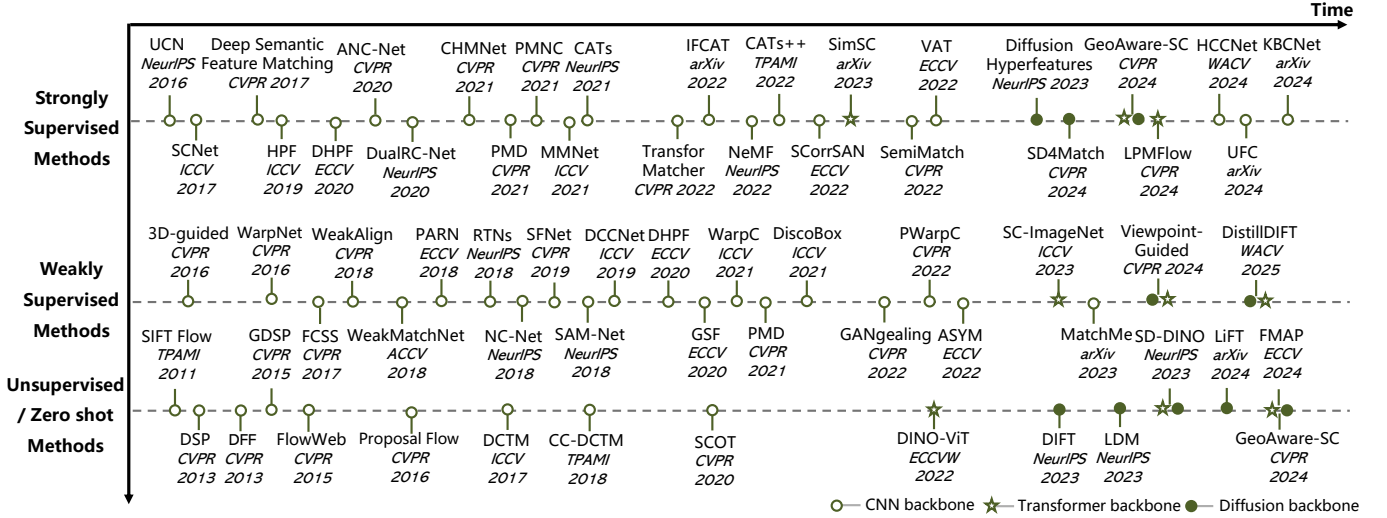 Time
UCN
NeurIPS
2016
Deep Semantic
Feature Matching
CVPR 2017
ANC-Net
CVPR
2020
CHMNet
CVPR
2021
PMNC
CVPR
2021
CATs
NeurIPS
2021
IFCAT
arXiv
2022
CATs++
TPAMI
2022
SimSC
arXiv
2023
VAT
ECCV
2022
Diffusion
Hyperfeatures
NeurIPS 2023
GeoAware-SC
CVPR
2024
HCCNet
WACV
2024
KBCNet
arXiv
2024
Strongly
Supervised
Methods
SCNet
ICCV
2017
HPF
ICCV
2019
DHPF
ECCV
2020
DualRC-Net
NeurIPS
2020
PMD
CVPR
2021
MMNet
ICCV
2021
Transfor
Matcher
CVPR 2022
NeMF
NeurIPS
2022
SCorrSAN
ECCV
2022
SemiMatch
CVPR
2022
SD4Match
CVPR
2024
LPMFlow
CVPR
2024
UFC
arXiv
2024
3D-guided
CVPR
2016
WarpNet
CVPR
2016
WeakAlign
CVPR
2018
PARN
ECCV
2018
RTNs
NeurIPS
2018
SFNet
CVPR
2019
DCCNet
ICCV
2019
DHPF
ECCV
2020
WarpC
ICCV
2021
DiscoBox
ICCV
2021
PWarpC
CVPR
2022
SC-ImageNet
ICCV
2023
Viewpoint-
Guided
CVPR 2024
DistillDIFT
WACV
2025
Weakly
Supervised
Methods
FCSS
CVPR
2017
WeakMatchNet
ACCV
2018
NC-Net
NeurIPS
2018
SAM-Net
NeurIPS
2018
GSF
ECCV
2020
PMD
CVPR
2021
GANgealing
CVPR
2022
ASYM
ECCV
2022
MatchMe
arXiv
2023
SIFT Flow
TPAMI
2011
GDSP
CVPR
2015
SD-DINO
NeurIPS
2023
LiFT
arXiv
2024
FMAP
ECCV
2024
Unsupervised
/ Zero shot
Methods
DSP
CVPR
2013
DFF
CVPR
2013
FlowWeb
CVPR
2015
Proposal Flow
CVPR
2016
DCTM
ICCV
2017
CC-DCTM
TPAMI
2018
SCOT
CVPR
2020
DINO-ViT
ECCVW
2022
DIFT
NeurIPS
2023
LDM
NeurIPS
2023
GeoAware-SC
CVPR
2024
CNN backbone
Transformer backbone
Diffusion backbone